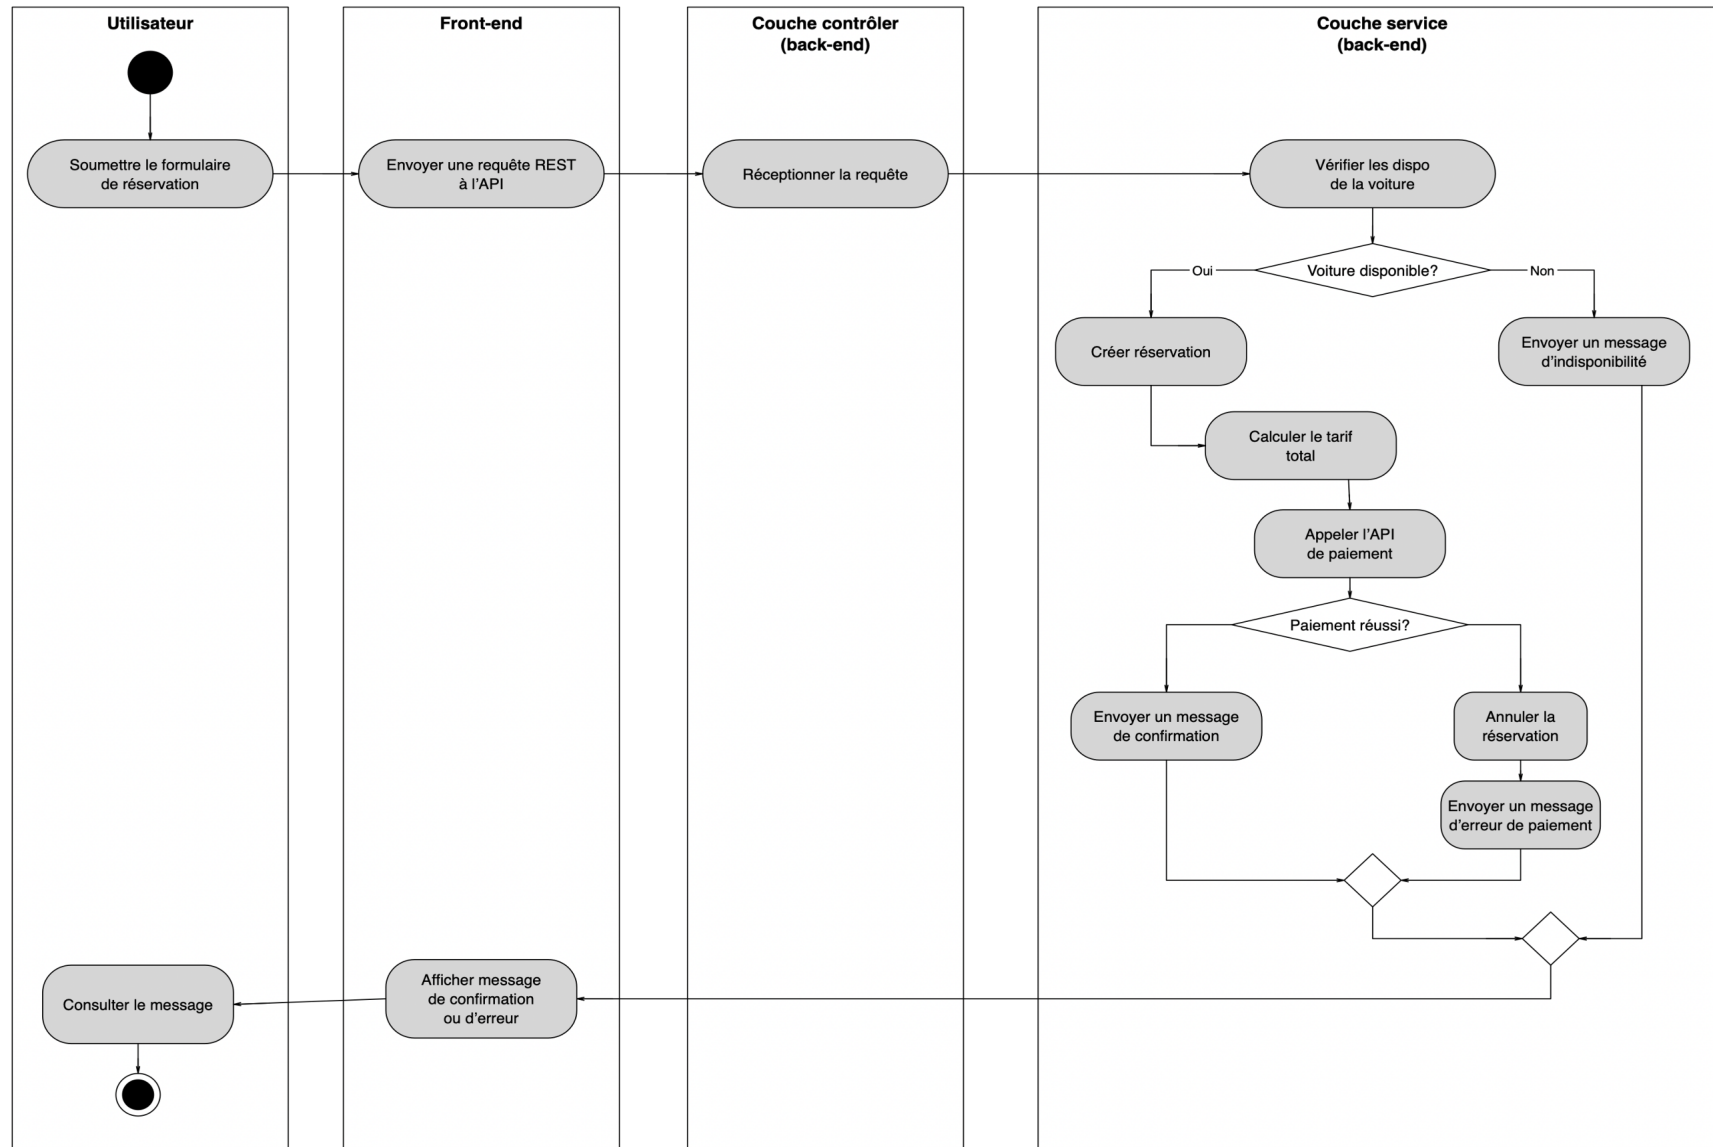 Utilisateur
Front-end
Couche contrôler
(back-end)
Couche service
(back-end)
Soumettre le formulaire
de réservation
Envoyer une requête REST
à l'API
Réceptionner la requête
Vérifier les dispo
de la voiture
Oui
Voiture disponible?
Non
Créer réservation
Envoyer un message
d'indisponibilité
Calculer le tarif
total
Appeler l'API
de paiement
Paiement réussi?
Envoyer un message
de confirmation
Annuler la
réservation
Envoyer un message
d'erreur de paiement
Consulter le message
Afficher message
de confirmation
ou d'erreur